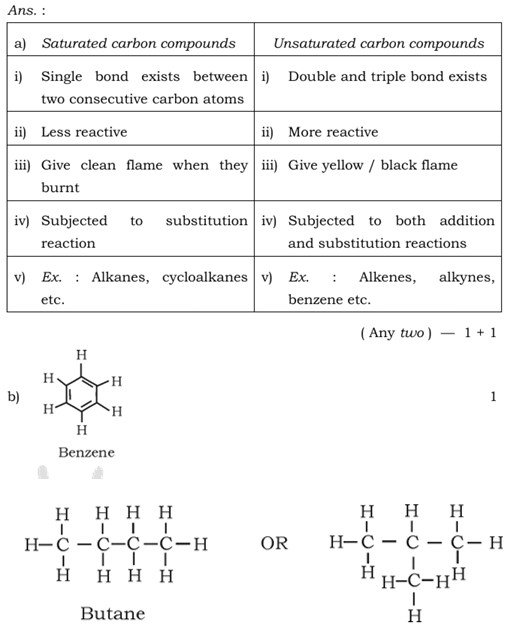 Ans. :
a) Saturated carbon compounds Unsaturated carbon compounds
i) Single bond exists between two consecutive carbon atoms
i) Double and triple bond exists
ii) Less reactive
ii) More reactive
iii) Give clean flame when they burnt
iii) Give yellow / black flame
iv) Subjected to substitution reaction
iv) Subjected to both addition and substitution reactions
v) Ex. : Alkanes, cycloalkanes etc.
v) Ex. : Alkenes, alkynes, benzene etc.
( Any two ) — 1 + 1
H
H H
b) 1
H H
H
Benzene
H H H H
H–C–C–C–C–H
H H H H
Butane
OR
H H H
H–C–C–C–H
H H–C–H H
H